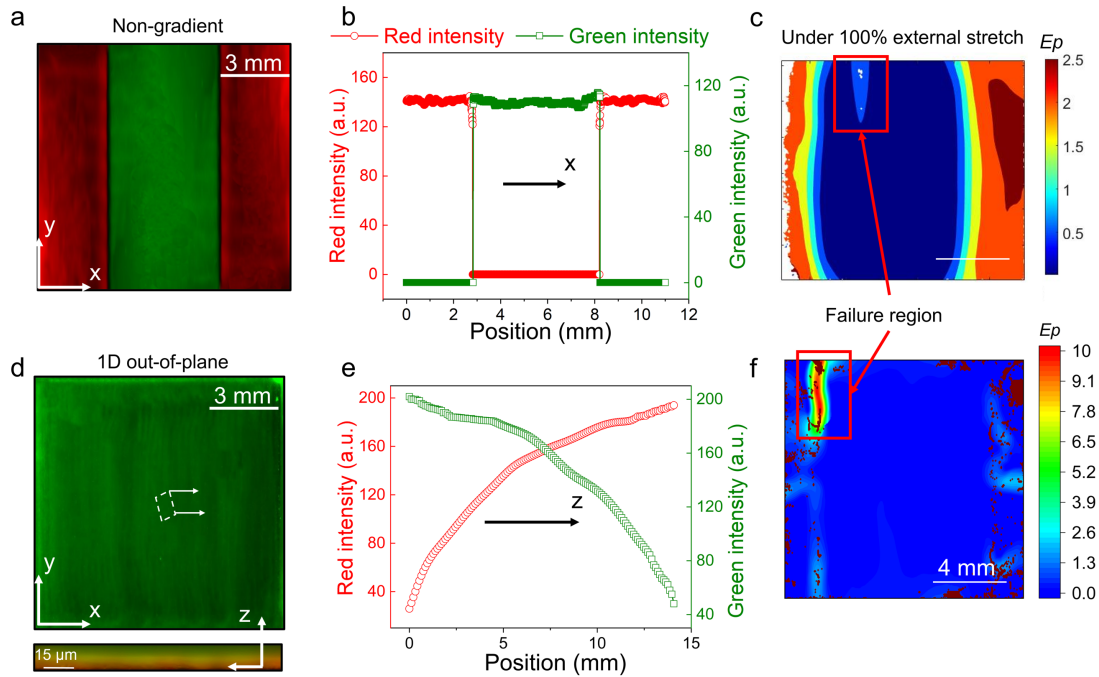 a
Non-gradient
3 mm
y
x
b
Red intensity
Green intensity
Red intensity (a.u.)
160
120
80
40
0
x
120
80
40
0
Green intensity (a.u.)
0 2 4 6 8 10 12
Position (mm)
c
Under 100% external stretch
Ep
2.5
2
1.5
1
0.5
Failure region
d
1D out-of-plane
3 mm
y
x
z
15 µm
e
Red intensity (a.u.)
200
160
120
80
40
z
200
160
120
80
40
Green intensity (a.u.)
0 5 10 15
Position (mm)
f
4 mm
Ep
10
9.1
7.8
6.5
5.2
3.9
2.6
1.3
0.0